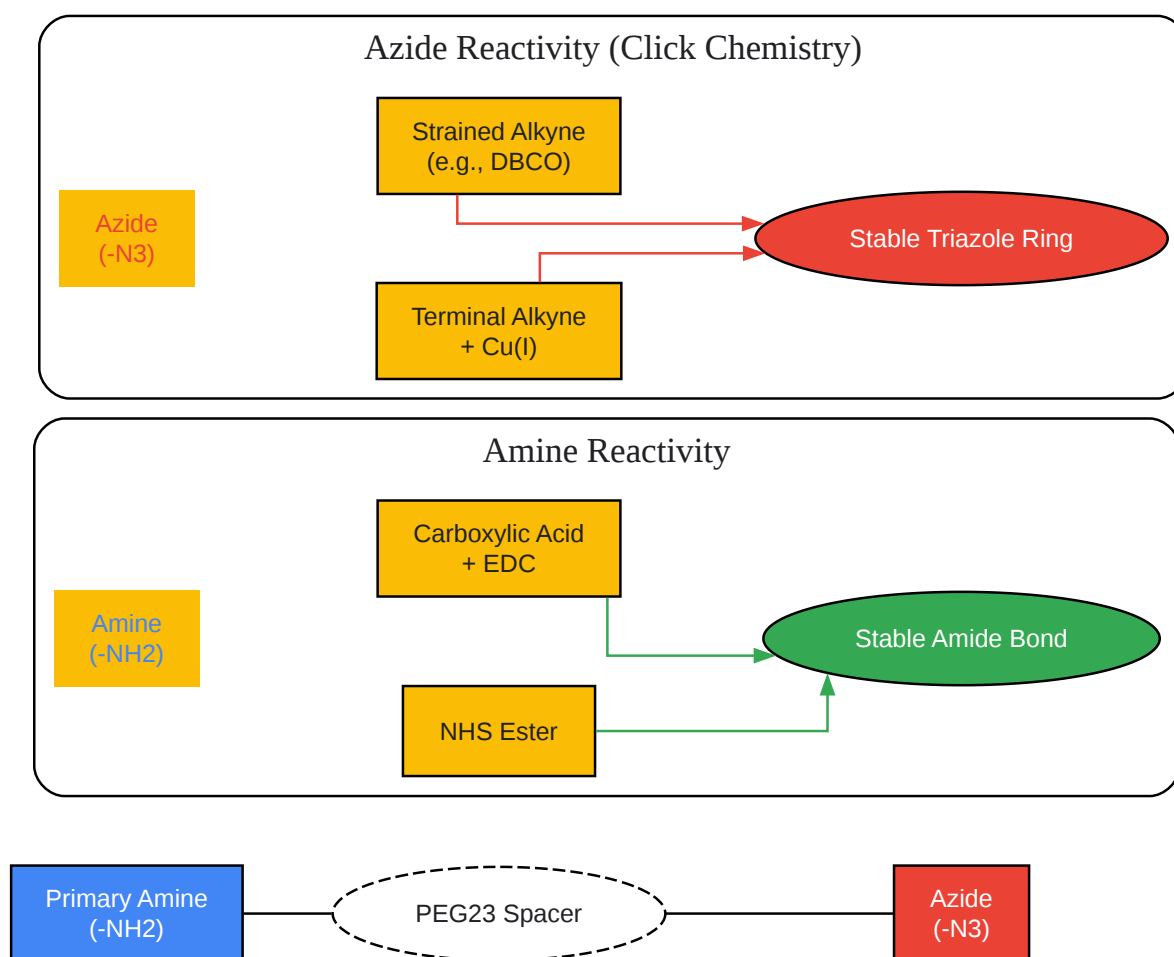 Azide Reactivity (Click Chemistry)
Strained Alkyne
(e.g., DBCO)
Azide
(-N3)
Stable Triazole Ring
Terminal Alkyne
+ Cu(I)
Amine Reactivity
Carboxylic Acid
+ EDC
Amine
(-NH2)
Stable Amide Bond
NHS Ester
Primary Amine
(-NH2)
PEG23 Spacer
Azide
(-N3)